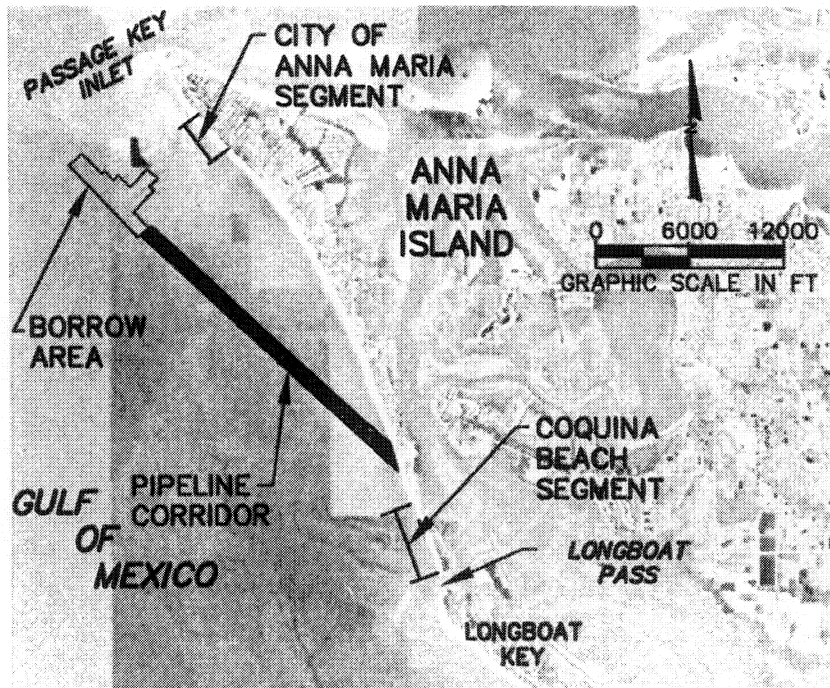 PASSAGE KEY
INLET
CITY OF
ANNA MARIA
SEGMENT
N
ANNA
MARIA
ISLAND
0 6000 12000
GRAPHIC SCALE IN FT
BORROW
AREA
PIPELINE
CORRIDOR
GULF
OF
MEXICO
COQUINA
BEACH
SEGMENT
LONGBOAT
PASS
LONGBOAT
KEY